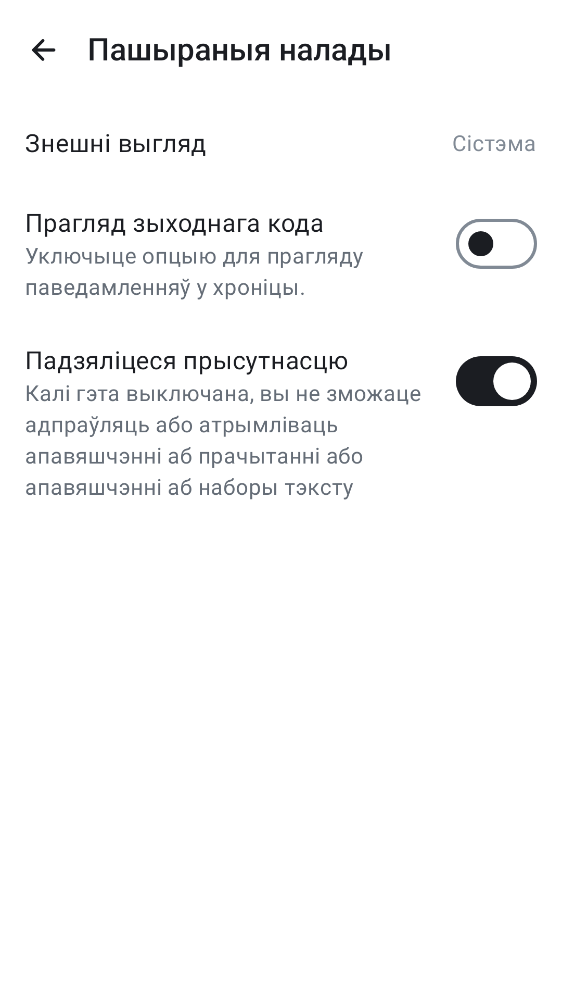 Пашыраныя налады
Знешні выгляд
Сістэма
Прагляд зыходнага кода
Уключыце опцыю для прагляду
паведамленняў у хроніцы.
Падзяліцеся прысутнасцю
Калі гэта выключана, вы не зможаце
адпраўляць або атрымліваць
апавяшчэнні аб прачытанні або
апавяшчэнні аб наборы тэксту